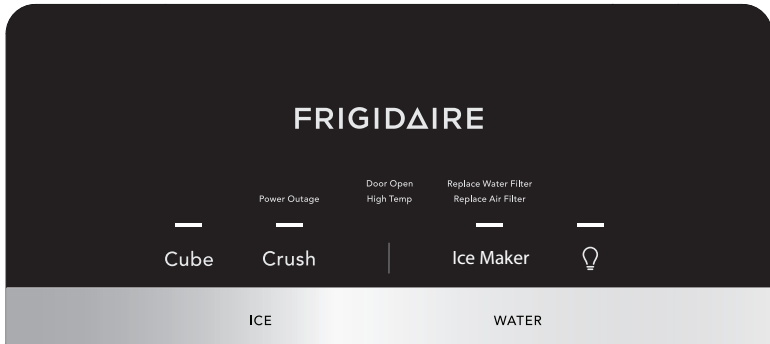 FRIGIDAIRE
Door Open Replace Water Filter
Power Outage High Temp Replace Air Filter
Cube Crush Ice Maker
ICE WATER